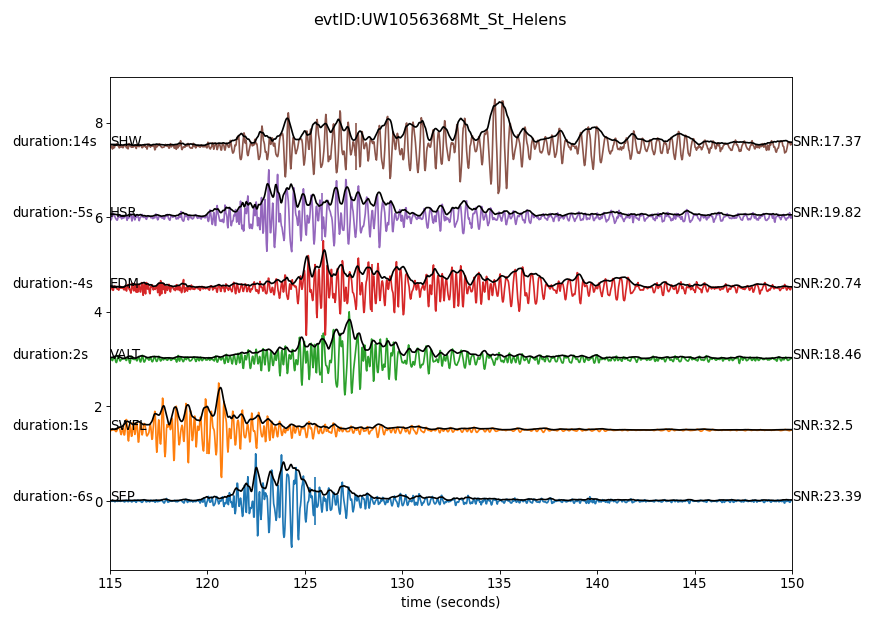 evtID:UW1056368Mt_St_Helens
8
duration:14s SHW SNR:17.37
duration:-5s HSR SNR:19.82
6
duration:-4s EDM SNR:20.74
4
duration:2s VALT SNR:18.46
2
duration:1s SWFL SNR:32.5
duration:-6s SEP SNR:23.39
0
115 120 125 130 135 140 145 150
time (seconds)